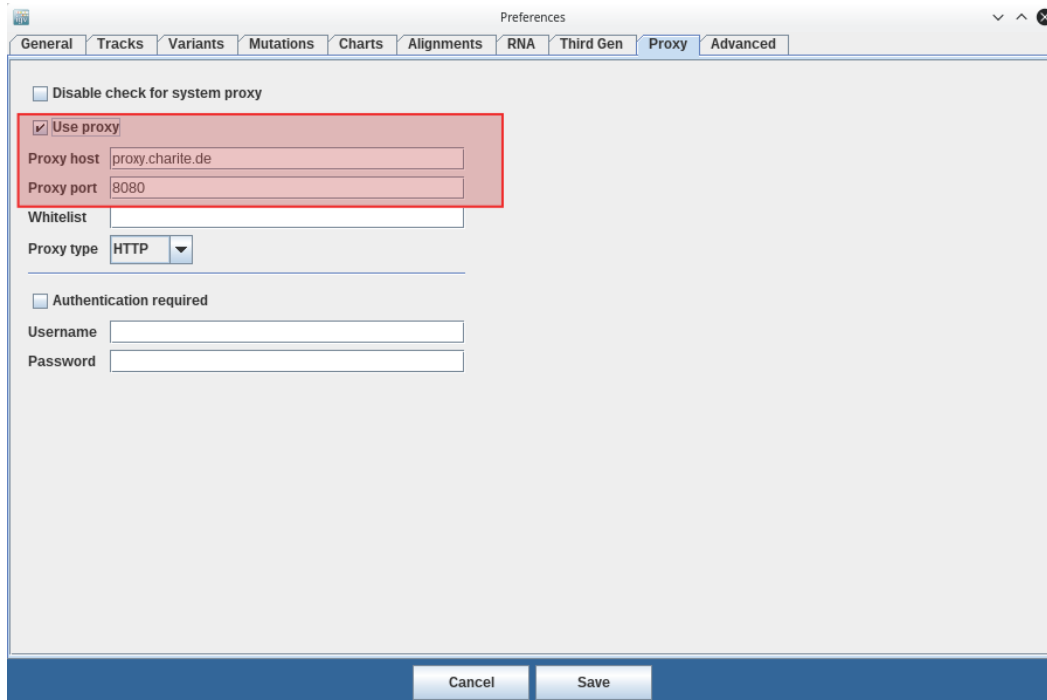 Preferences
General Tracks Variants Mutations Charts Alignments RNA Third Gen Proxy Advanced
Disable check for system proxy
Use proxy
Proxy host proxy.charite.de
Proxy port 8080
Whitelist
Proxy type HTTP
Authentication required
Username
Password
Cancel Save